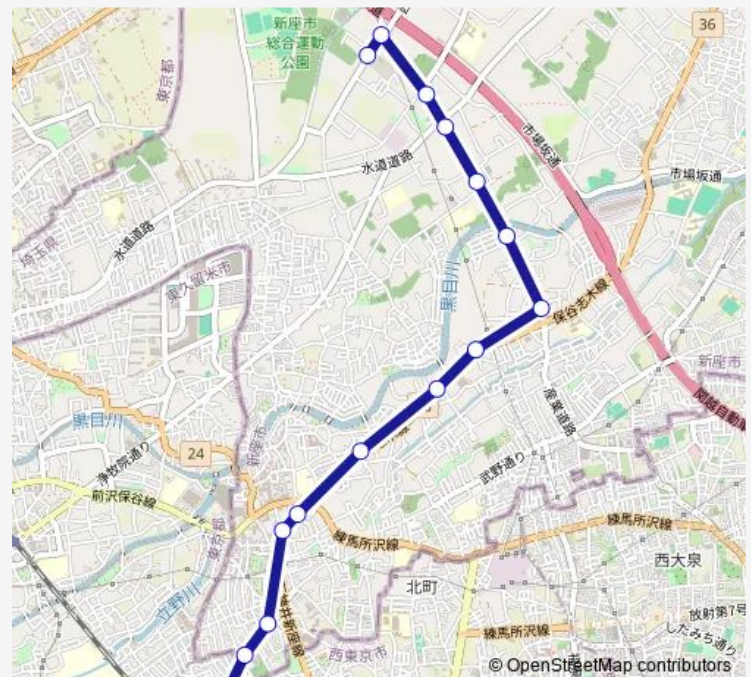 新座市
総合運動
公園
36
東京都
市場坂通
水道道路
市場坂通
水道道路
埼玉県
東久留米市
黒目川
保谷志木線
新座市
関越自動
産業道路
黒目川
新座市
24
浄牧院通り
武野通り
前沢保谷線
東京都
練馬所沢線
練馬所沢線
西大泉
北町
立野川
放射第7号
したみち通り
練馬所沢線
西東京市
© OpenStreetMap contributors